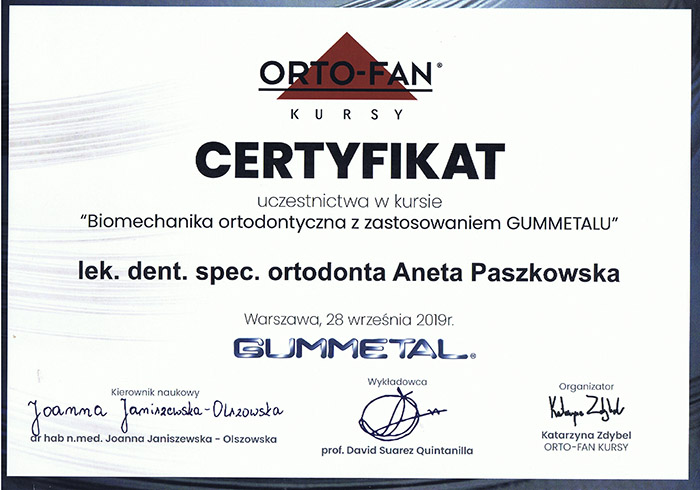 ORTO-FAN®
KURSY
CERTYFIKAT
uczestnictwa w kursie
“Biomechanika ortodontyczna z zastosowaniem GUMMETALU”
lek. dent. spec. ortodonta Aneta Paszkowska
Warszawa, 28 września 2019r.
GUMMETAL®
Kierownik naukowy
Joanna Janiszewska-Olszowska
dr hab n.med. Joanna Janiszewska - Olszowska
Wykładowca
prof. David Suarez Quintanilla
Organizator
Katarzyna Zdybel
ORTO-FAN KURSY